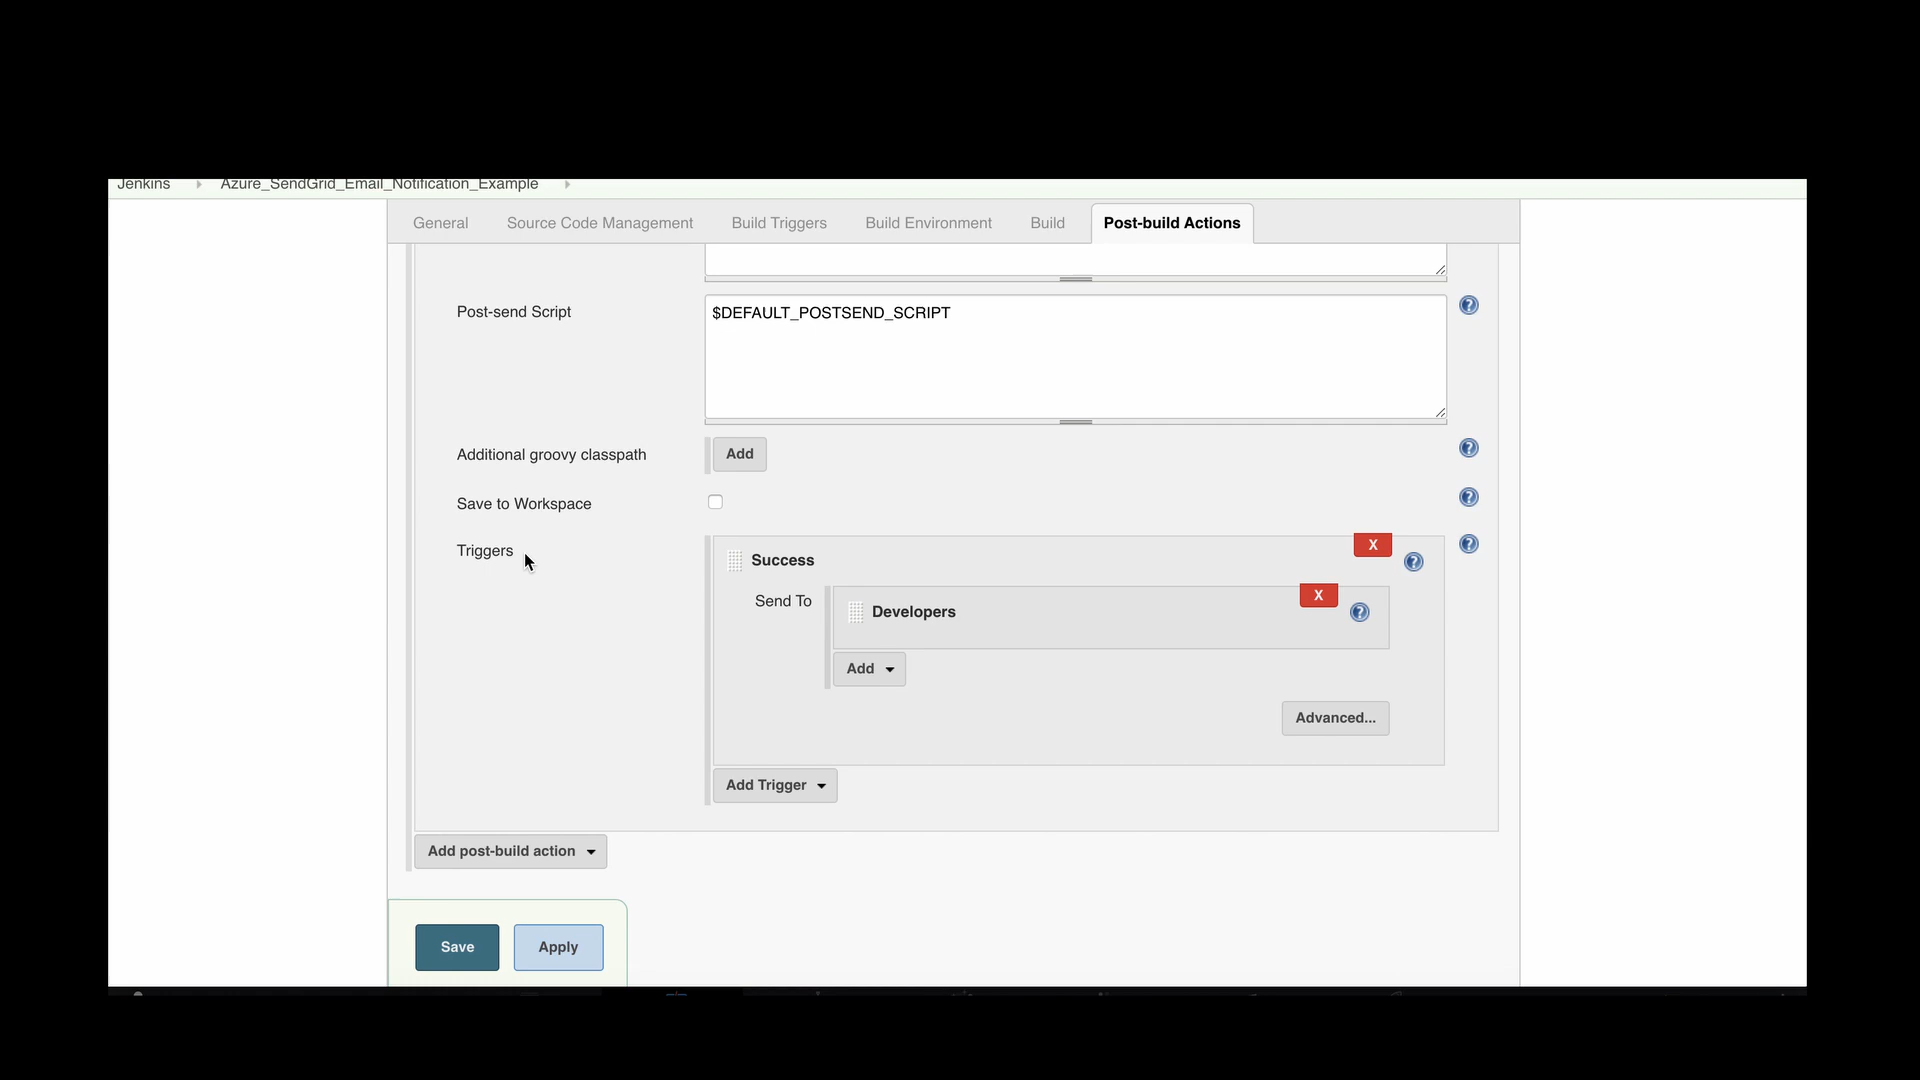 Jenkins Azure_SendGrid_Email_Notification_Example
General Source Code Management Build Triggers Build Environment Build Post-build Actions
Post-send Script
$DEFAULT_POSTSEND_SCRIPT
?
Additional groovy classpath
Add
?
Save to Workspace
?
Triggers
X
?
Success
?
Send To
X
Developers
?
Add
Advanced...
Add Trigger
Add post-build action
Save
Apply